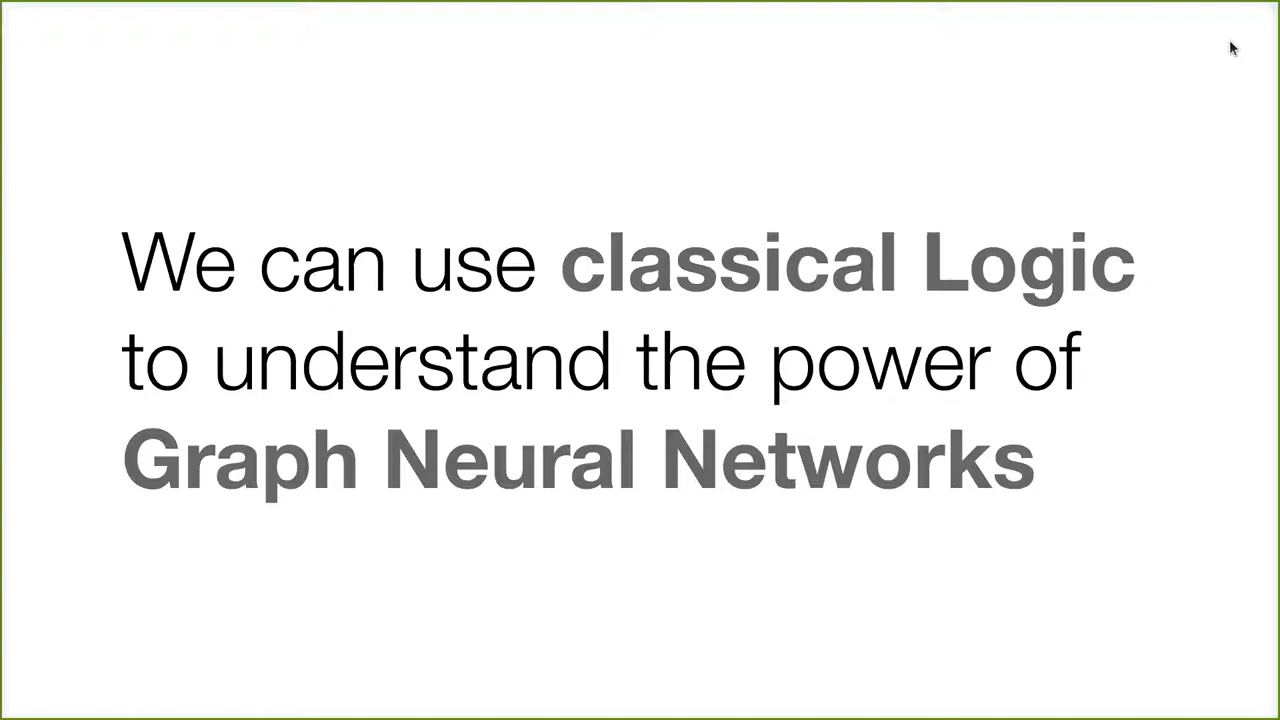 We can use classical Logic
to understand the power of
Graph Neural Networks